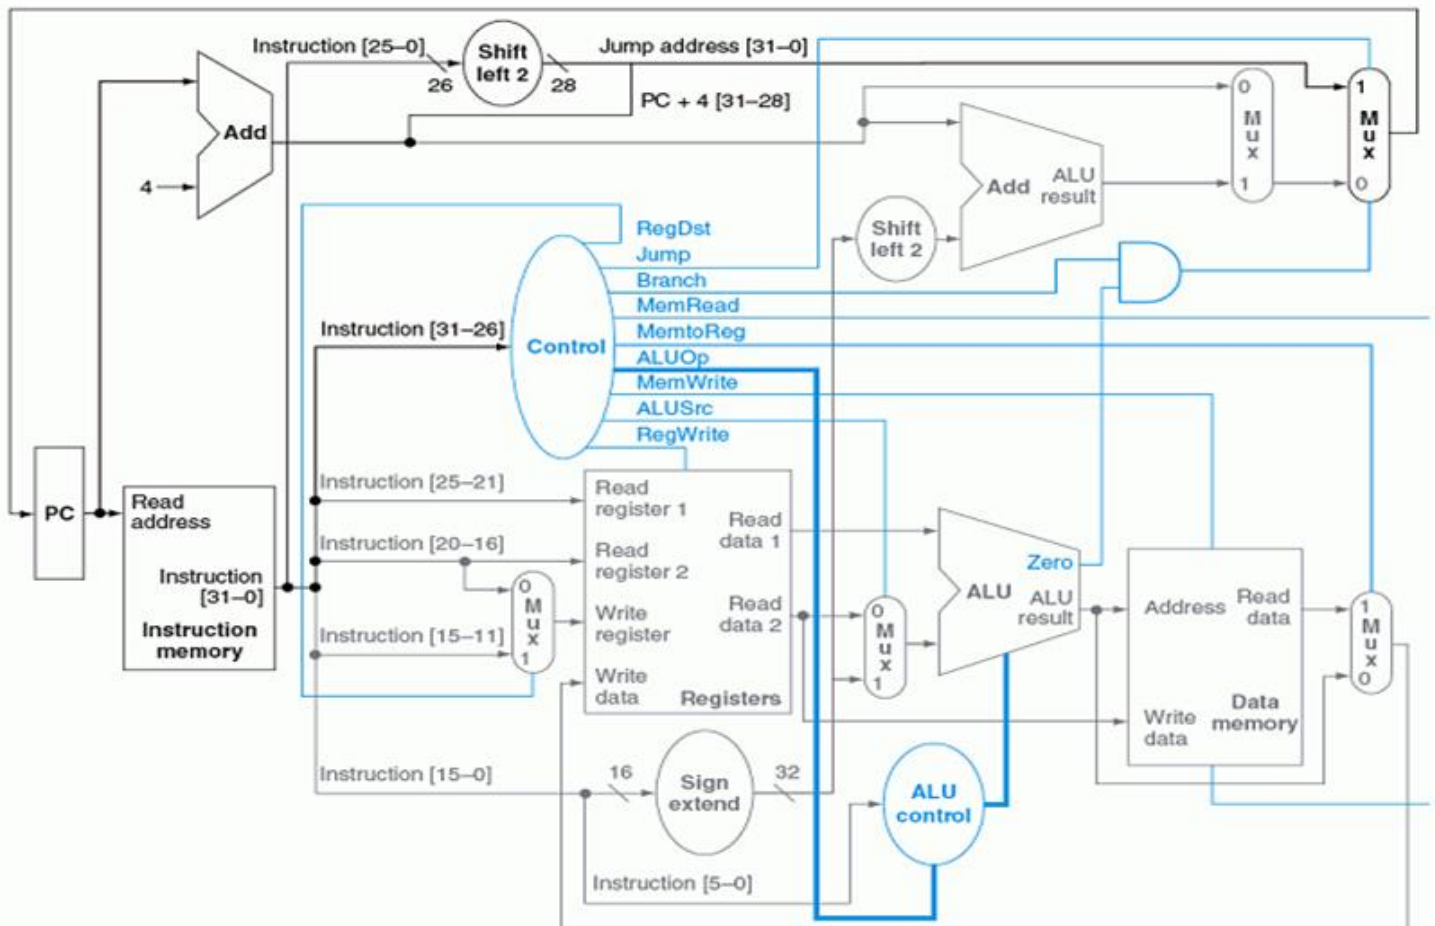 Instruction [25–0]
26
Shift
left 2
28
Jump address [31–0]
PC + 4 [31–28]
Add
4
0
M
u
x
1
1
M
u
x
0
Add
ALU
result
Shift
left 2
RegDst
Jump
Branch
MemRead
MemtoReg
ALUOp
MemWrite
ALUSrc
RegWrite
Instruction [31–26]
Control
PC
Read
address
Instruction
[31–0]
Instruction
memory
Instruction [25–21]
Instruction [20–16]
Instruction [15–11]
0
M
u
x
1
Read
register 1
Read
register 2
Write
register
Write
data
Read
data 1
Read
data 2
Registers
0
M
u
x
1
Zero
ALU
ALU
result
Address
Read
data
Write
data
Data
memory
1
M
u
x
0
Instruction [15–0]
16
Sign
extend
32
ALU
control
Instruction [5–0]